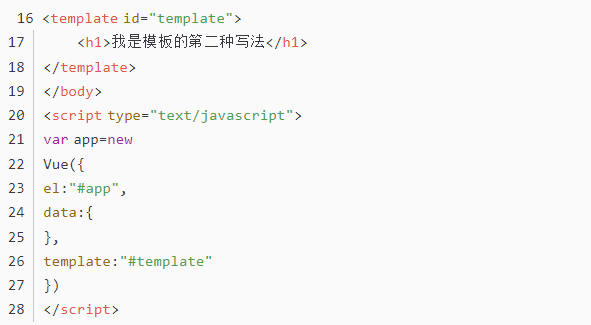 16 <template id="template">
17 <h1>我是模板的第二种写法</h1>
18 </template>
19 </body>
20 <script type="text/javascript">
21 var app=new
22 Vue({
23 el:"#app",
24 data:{
25 },
26 template:"#template"
27 })
28 </script>